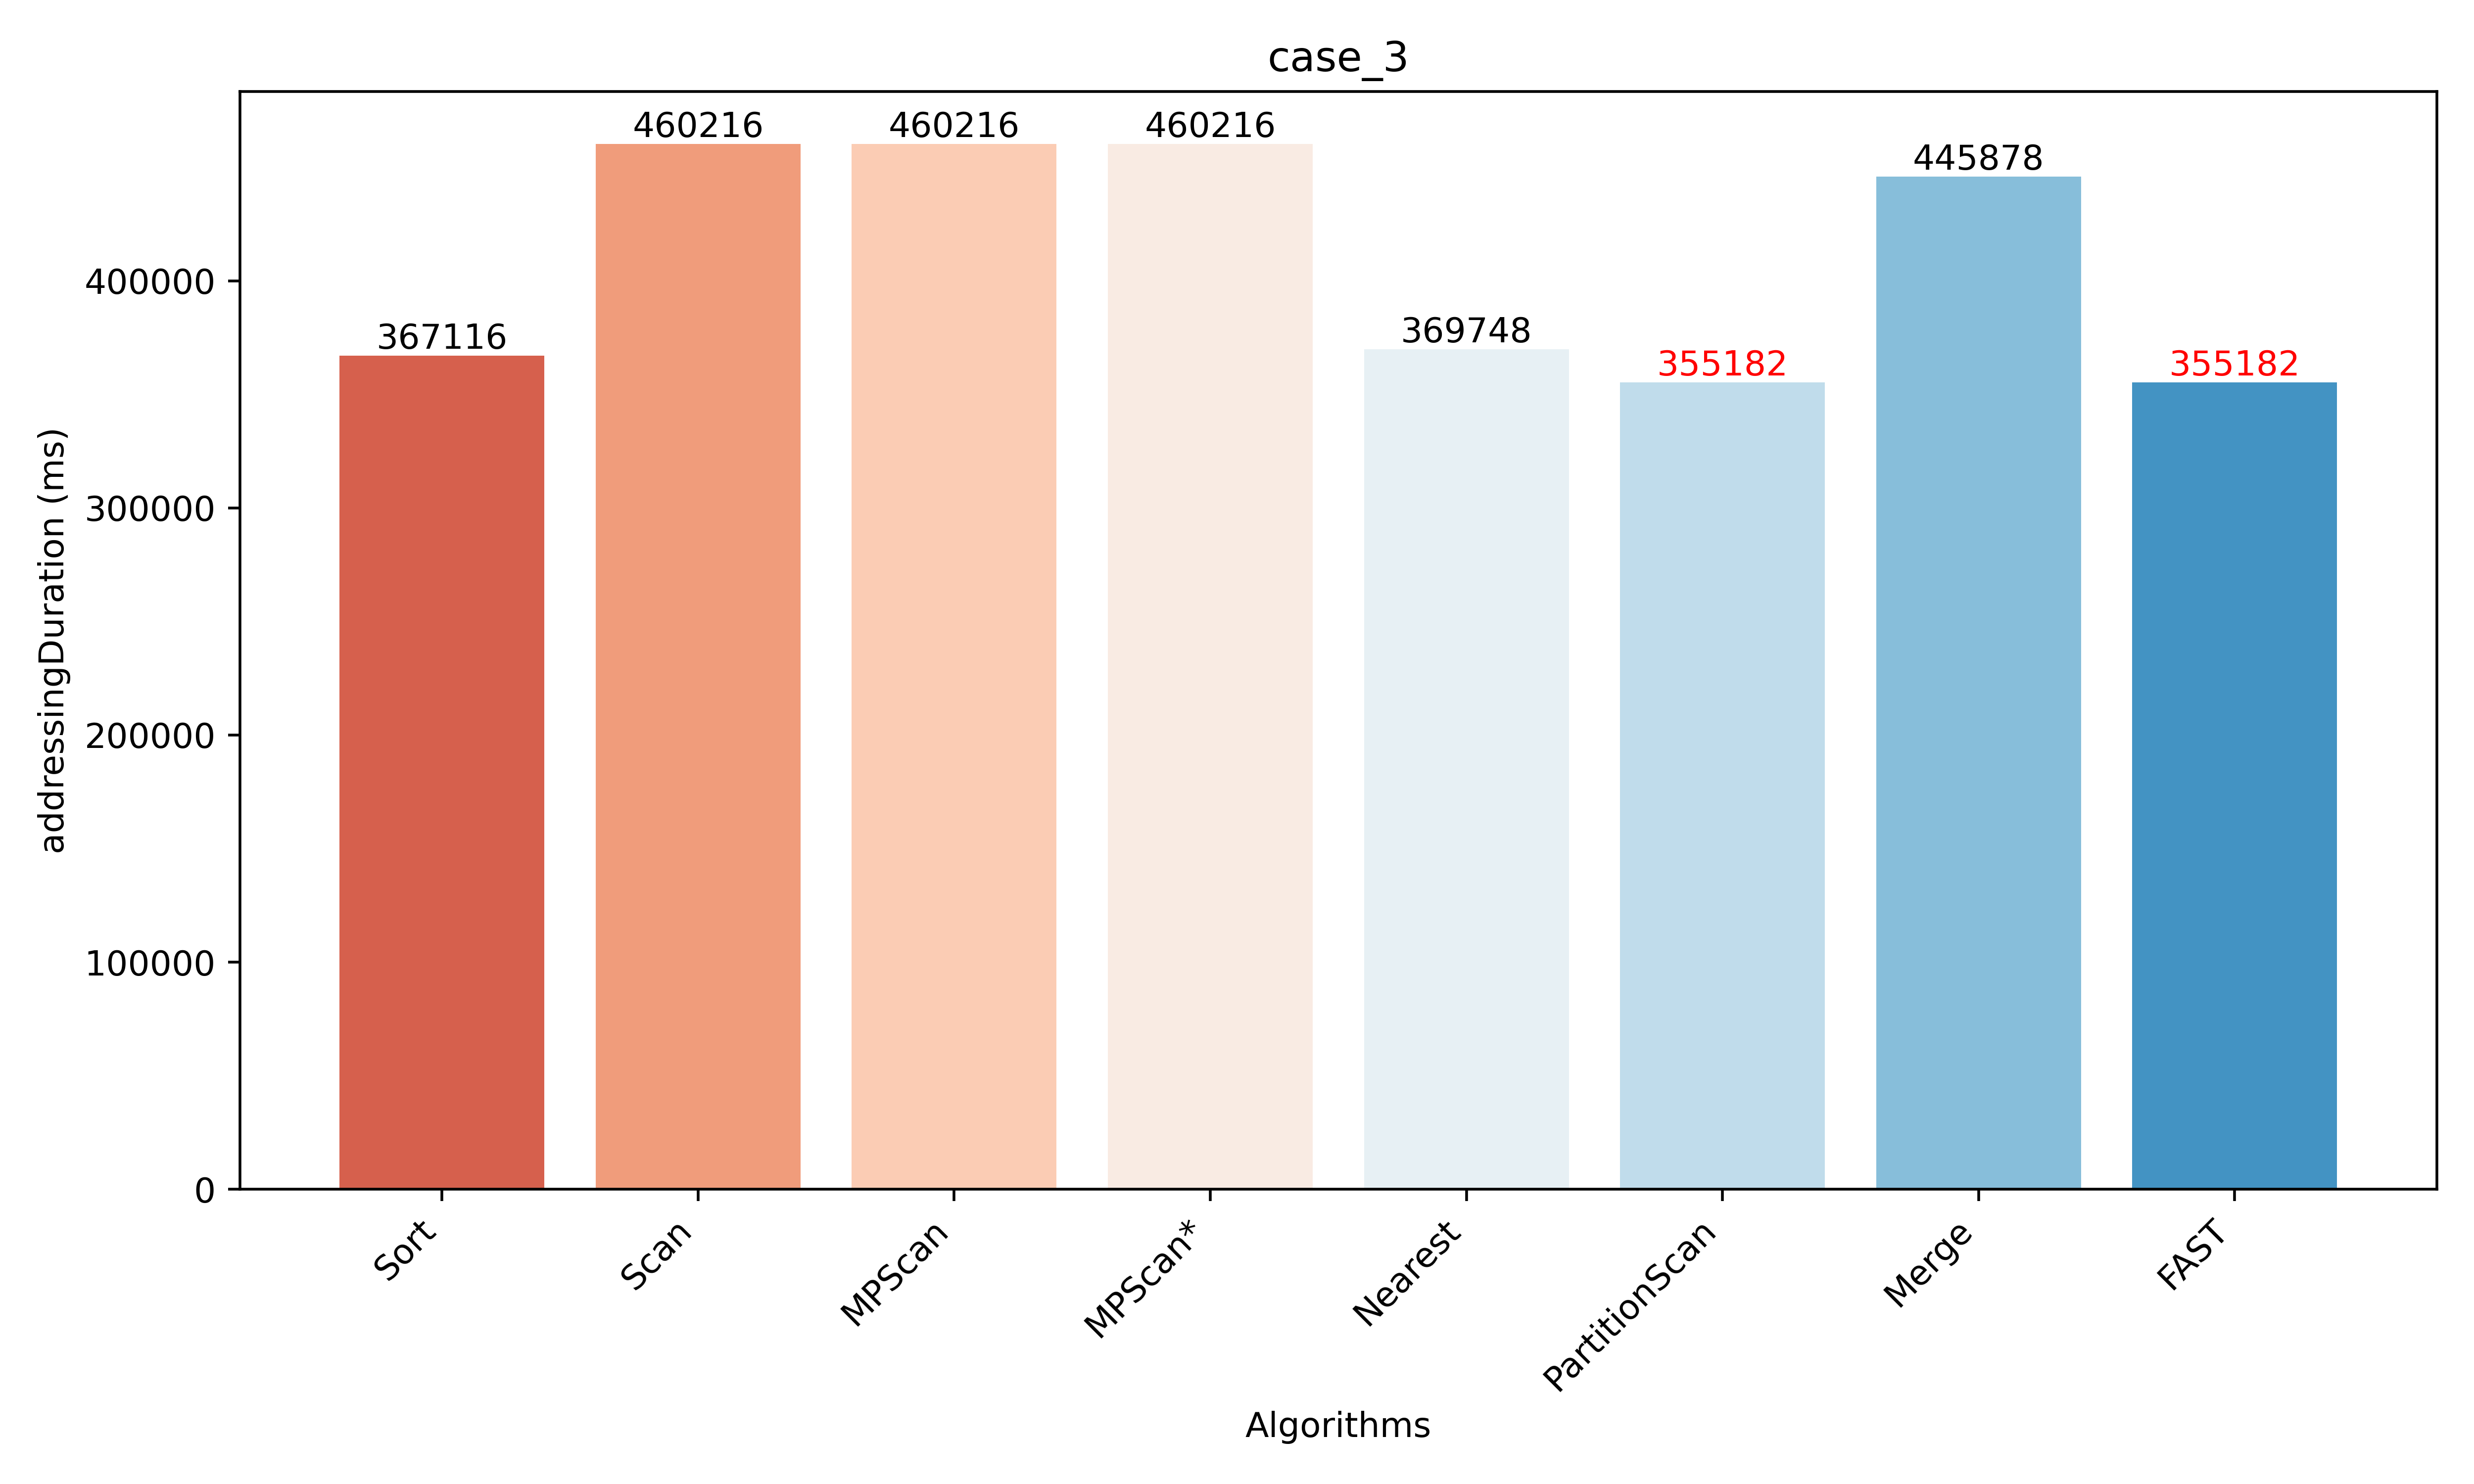 case_3
460216
460216
460216
445878
367116
369748
355182
355182
addressingDuration (ms)
400000
300000
200000
100000
0
Sort
Scan
MPScan
MPScan*
Nearest
PartitionScan
Merge
FAST
Algorithms